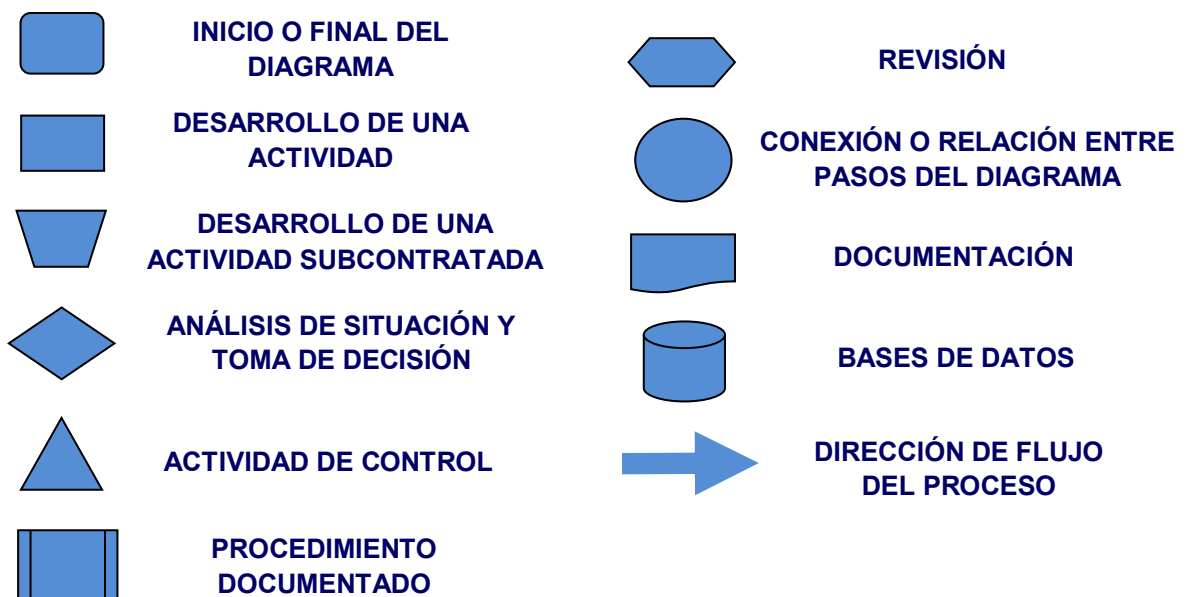 INICIO O FINAL DEL
DIAGRAMA
DESARROLLO DE UNA
ACTIVIDAD
DESARROLLO DE UNA
ACTIVIDAD SUBCONTRATADA
ANÁLISIS DE SITUACIÓN Y
TOMA DE DECISIÓN
ACTIVIDAD DE CONTROL
PROCEDIMIENTO
DOCUMENTADO
REVISIÓN
CONEXIÓN O RELACIÓN ENTRE
PASOS DEL DIAGRAMA
DOCUMENTACIÓN
BASES DE DATOS
DIRECCIÓN DE FLUJO
DEL PROCESO